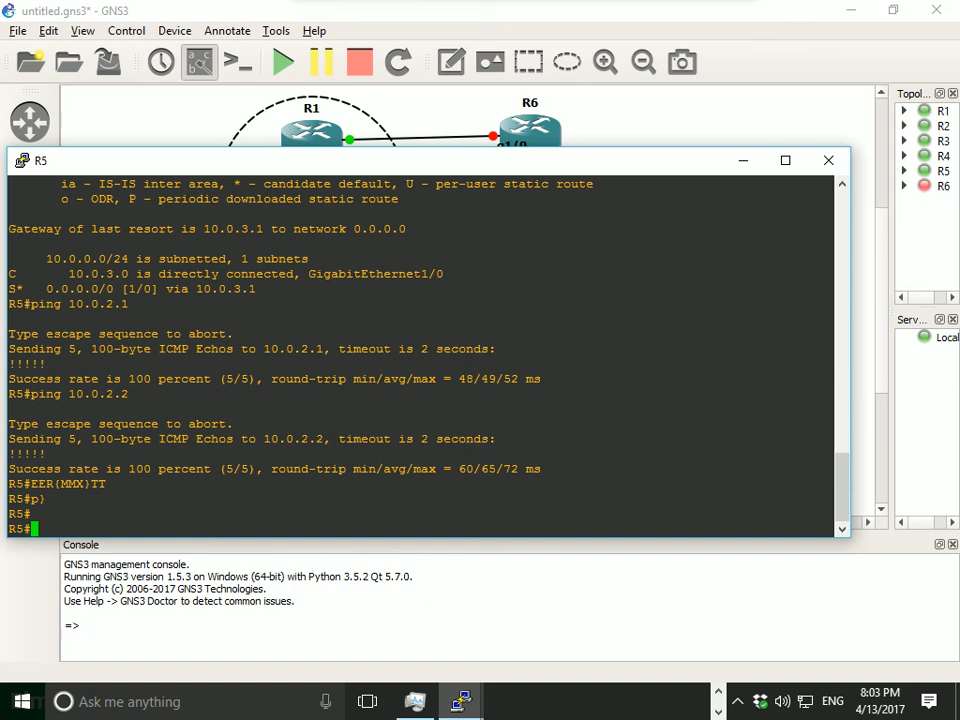 untitled.gns3* - GNS3
File Edit View Control Device Annotate Tools Help
R1
R6
R5
ia - IS-IS inter area, * - candidate default, U - per-user static route
o - ODR, P - periodic downloaded static route
Gateway of last resort is 10.0.3.1 to network 0.0.0.0
10.0.0.0/24 is subnetted, 1 subnets
C 10.0.3.0 is directly connected, GigabitEthernet1/0
S* 0.0.0.0/0 [1/0] via 10.0.3.1
R5#ping 10.0.2.1
Type escape sequence to abort.
Sending 5, 100-byte ICMP Echos to 10.0.2.1, timeout is 2 seconds:
!!!!!
Success rate is 100 percent (5/5), round-trip min/avg/max = 48/49/52 ms
R5#ping 10.0.2.2
Type escape sequence to abort.
Sending 5, 100-byte ICMP Echos to 10.0.2.2, timeout is 2 seconds:
!!!!!
Success rate is 100 percent (5/5), round-trip min/avg/max = 60/65/72 ms
R5#EER{MMX}TT
R5#p}
R5#
R5#
Topol...
R1
R2
R3
R4
R5
R6
Serv...
Local
Console
GNS3 management console.
Running GNS3 version 1.5.3 on Windows (64-bit) with Python 3.5.2 Qt 5.7.0.
Copyright (c) 2006-2017 GNS3 Technologies.
Use Help -> GNS3 Doctor to detect common issues.
=>
Ask me anything
ENG
8:03 PM
4/13/2017